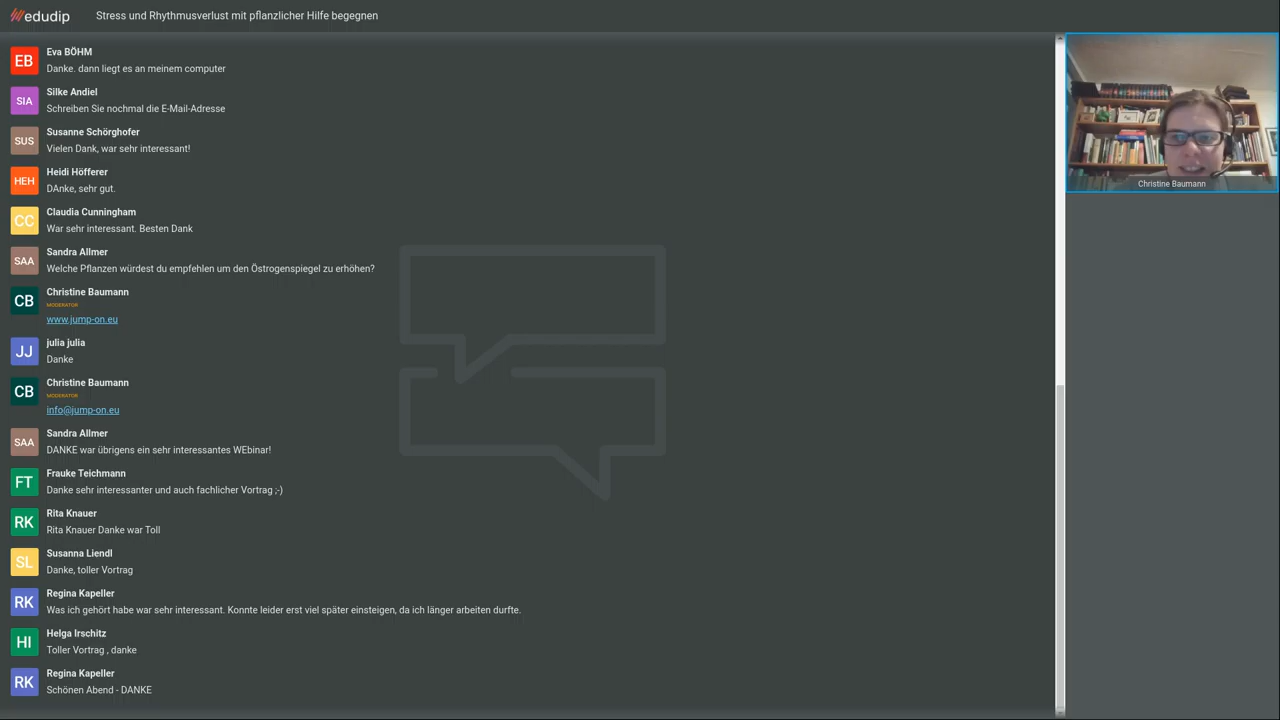 edudip
Stress und Rhythmusverlust mit pflanzlicher Hilfe begegnen
EB
Eva BÖHM
Danke. dann liegt es an meinem computer
SIA
Silke Andiel
Schreiben Sie nochmal die E-Mail-Adresse
SUS
Susanne Schörghofer
Vielen Dank, war sehr interessant!
HEH
Heidi Höfferer
DAnke, sehr gut.
CC
Claudia Cunningham
War sehr interessant. Besten Dank
SAA
Sandra Allmer
Welche Pflanzen würdest du empfehlen um den Östrogenspiegel zu erhöhen?
CB
Christine Baumann
MODERATOR
www.jump-on.eu
JJ
julia julia
Danke
CB
Christine Baumann
MODERATOR
info@jump-on.eu
SAA
Sandra Allmer
DANKE war übrigens ein sehr interessantes WEbinar!
FT
Frauke Teichmann
Danke sehr interessanter und auch fachlicher Vortrag ;-)
RK
Rita Knauer
Rita Knauer Danke war Toll
SL
Susanna Liendl
Danke, toller Vortrag
RK
Regina Kapeller
Was ich gehört habe war sehr interessant. Konnte leider erst viel später einsteigen, da ich länger arbeiten durfte.
HI
Helga Irschitz
Toller Vortrag , danke
RK
Regina Kapeller
Schönen Abend - DANKE
Christine Baumann